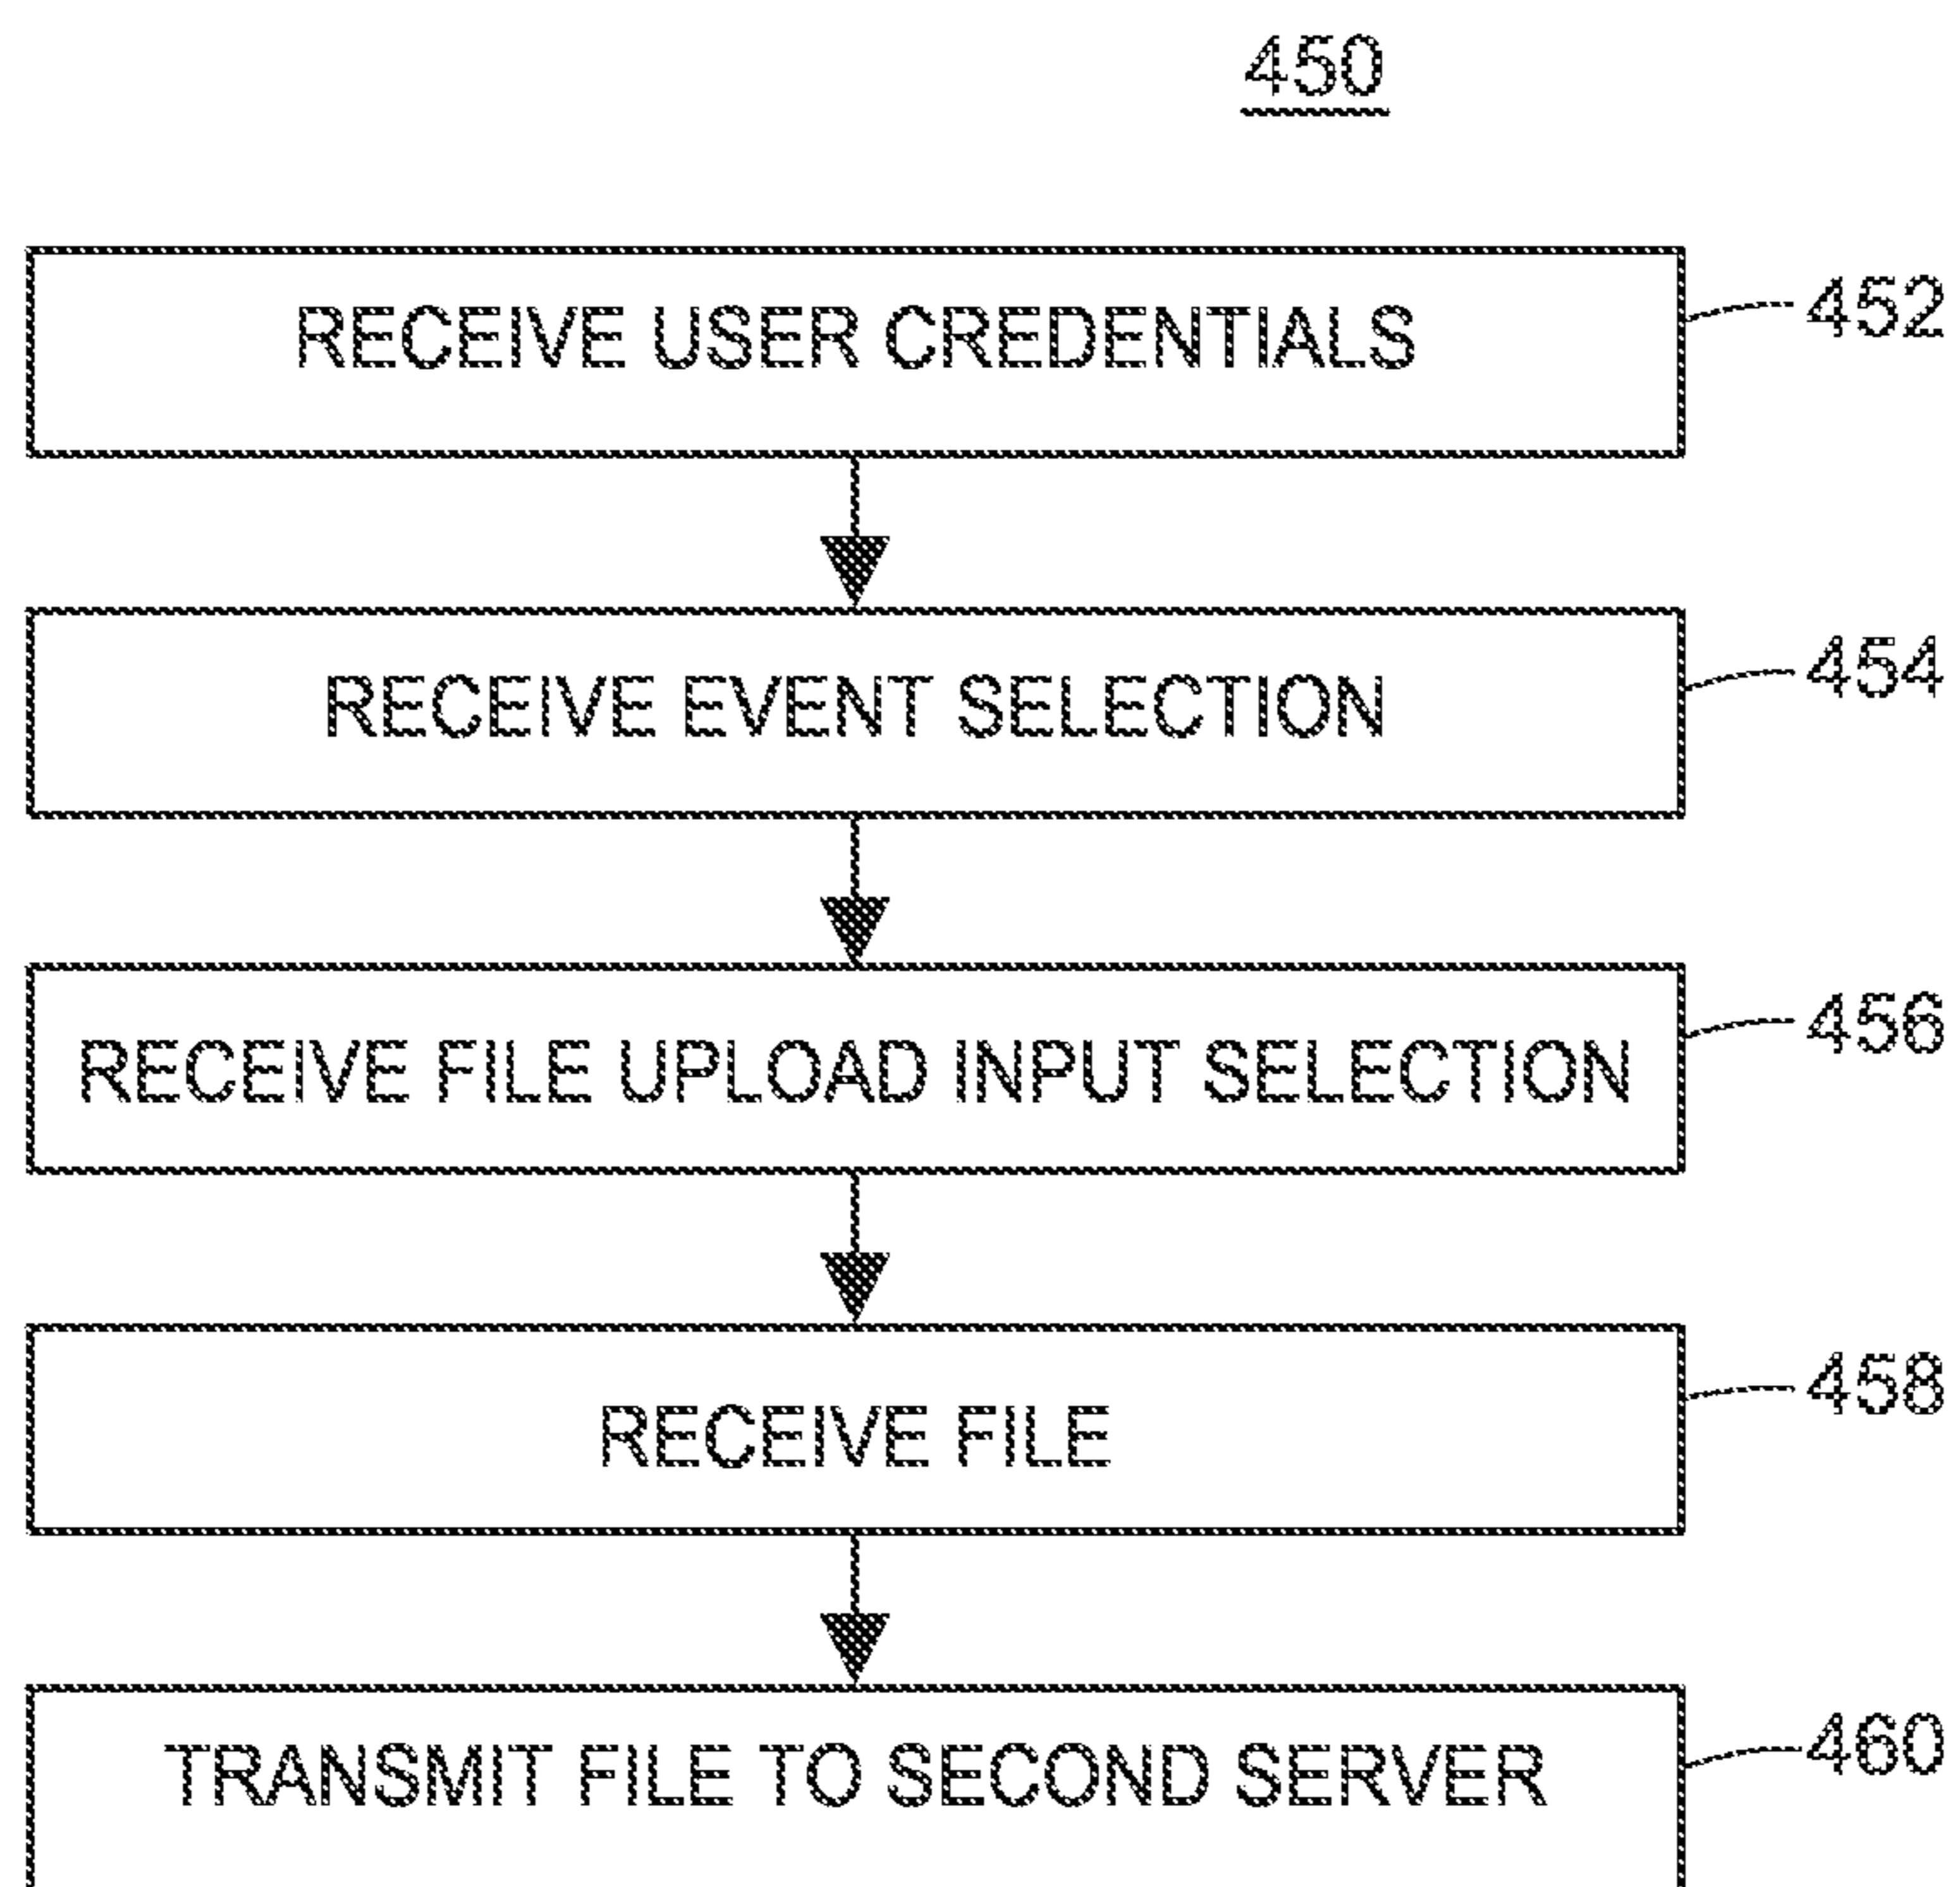 450
RECEIVE USER CREDENTIALS
452
RECEIVE EVENT SELECTION
454
RECEIVE FILE UPLOAD INPUT SELECTION
456
RECEIVE FILE
458
TRANSMIT FILE TO SECOND SERVER
460